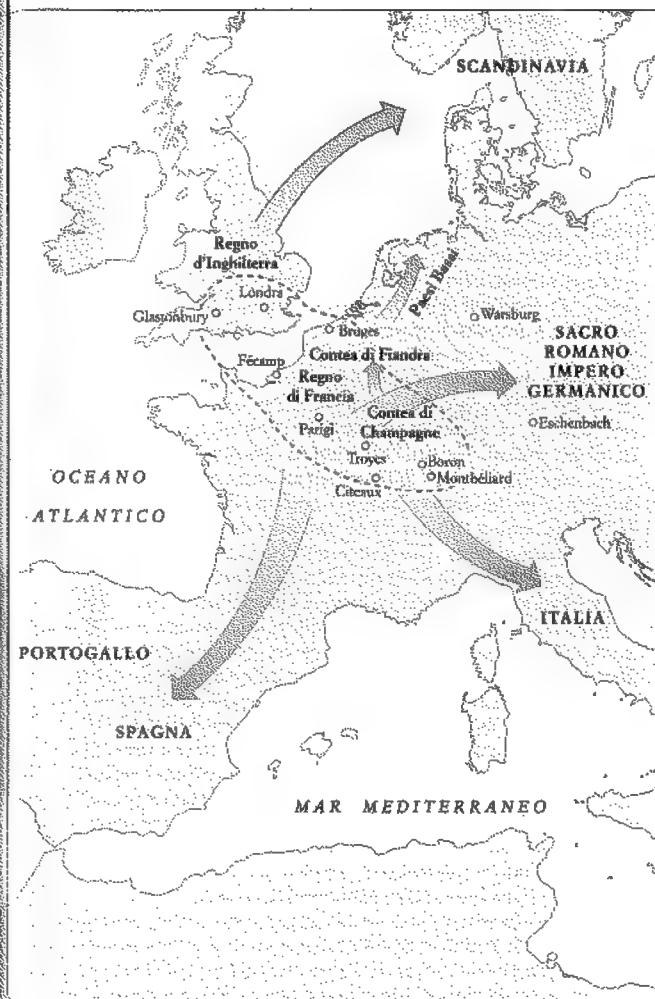 SCANDINAVIA
Regno
d'Inghilterra
Londra
Glastonbury
Paesi Bassi
Bruges
Warsburg
SACRO
ROMANO
IMPERO
GERMANICO
Fécamp
Contea di Fiandra
Regno
di Francia
Parigi
Contea di
Champagne
Eschenbach
Troyes
Boron
Montbéliard
Citeaux
OCEANO
ATLANTICO
ITALIA
PORTOGALLO
SPAGNA
MAR MEDITERRANEO